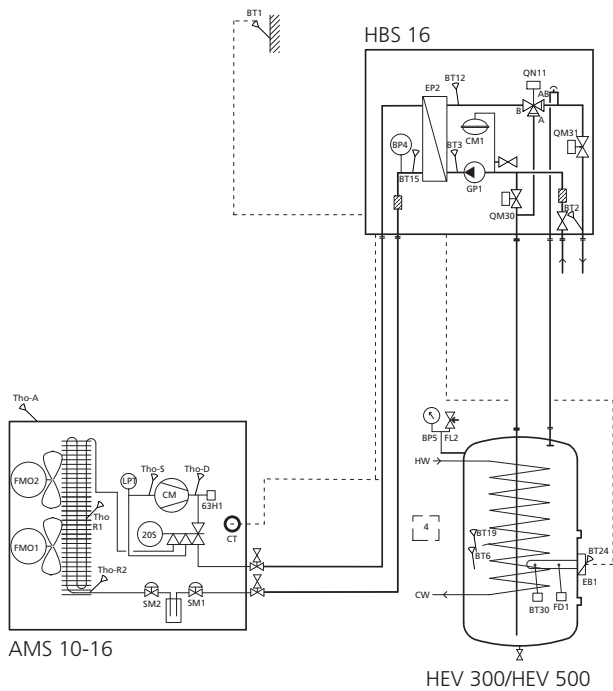 BT1
HBS 16
QN11
BT12
EP2
AB
B
A
CM1
QM31
BP4
BT3
BT15
GP1
BT2
QM30
Tho-A
BP5
FL2
LPT
Tho-S
Tho-D
HW
FMO2
CM
63H1
Tho
R1
20S
CT
4
BT19
BT6
BT24
FMO1
Tho-R2
EB1
SM2
SM1
CW
BT30
FD1
AMS 10-16
HEV 300/HEV 500